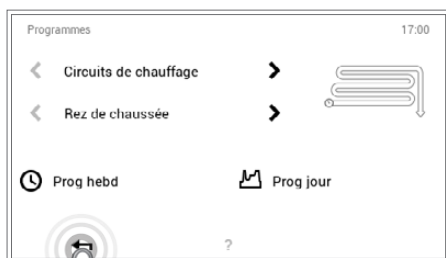 Programmes 17:00
Circuits de chauffage
Rez de chaussée
Prog hebd Prog jour
?